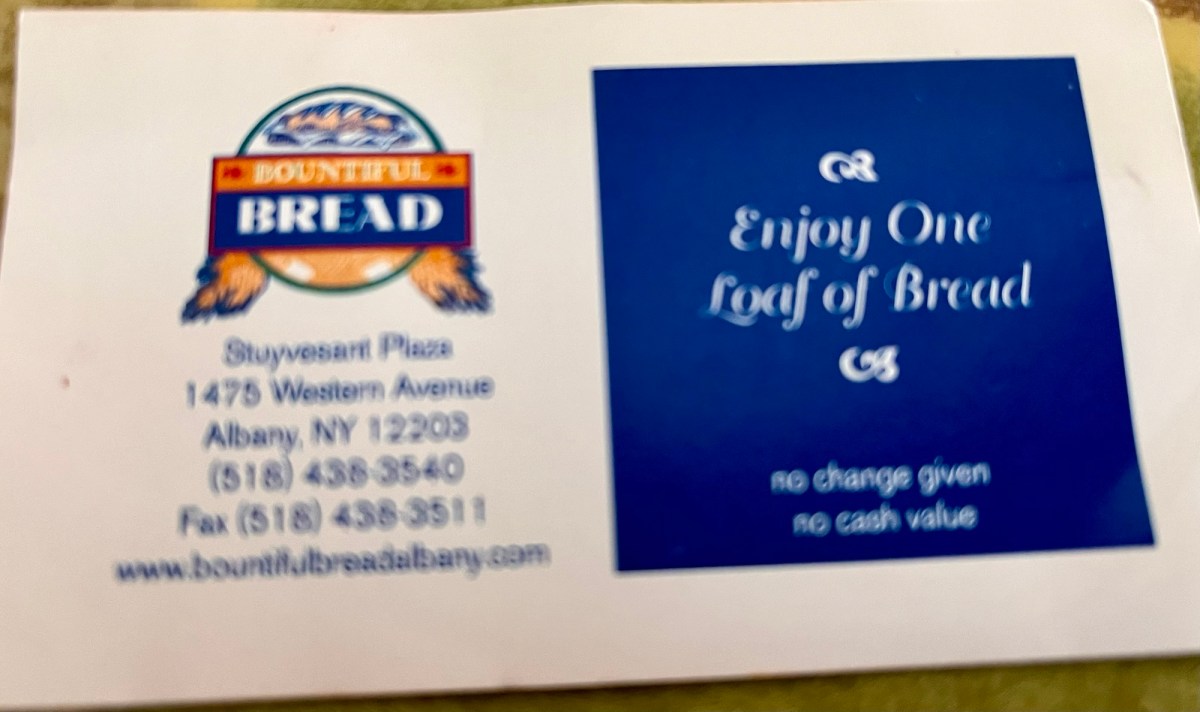 BOUNTIFUL
BREAD
Stuyvesant Plaza
1475 Western Avenue
Albany, NY 12203
(518) 438-3540
Fax (518) 438-3511
www.bountifulbreadalbany.com
Enjoy One
Loaf of Bread
no change given
no cash value